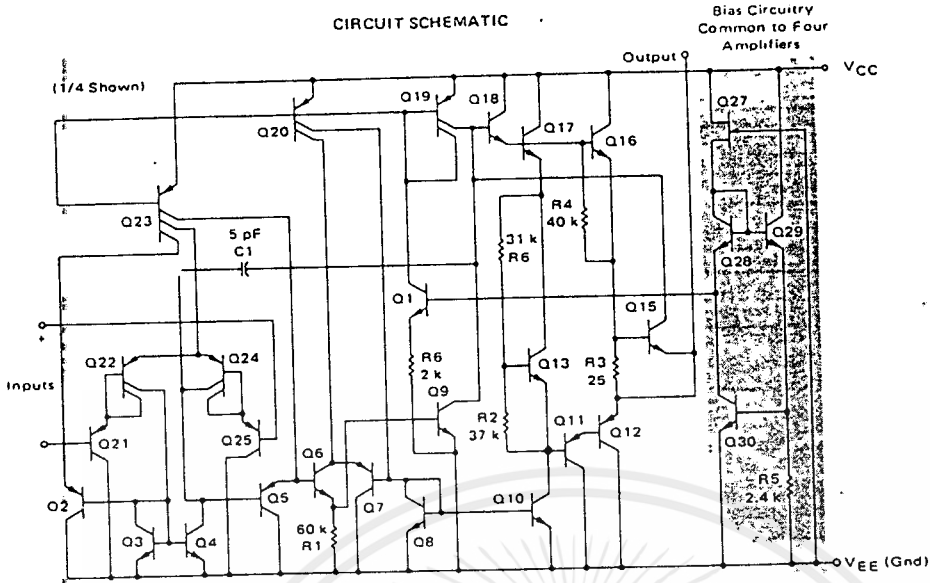 CIRCUIT SCHEMATIC
Bias Circuitry
Common to Four
Amplifiers
Output
VCC
(1/4 Shown)
Q19
Q18
Q27
Q20
Q17
Q16
R4
40 k
Q23
5 pF
C1
31 k
R6
Q29
Q28
Q1
Q15
+
Q22
Q24
R6
2 k
Q13
R3
25
Inputs
Q9
R2
37 k
Q11
Q12
Q21
Q25
Q30
Q2
Q5
Q6
Q7
Q10
R5
2.4 k
Q3
Q4
60 k
R1
Q8
VEE (Gnd)